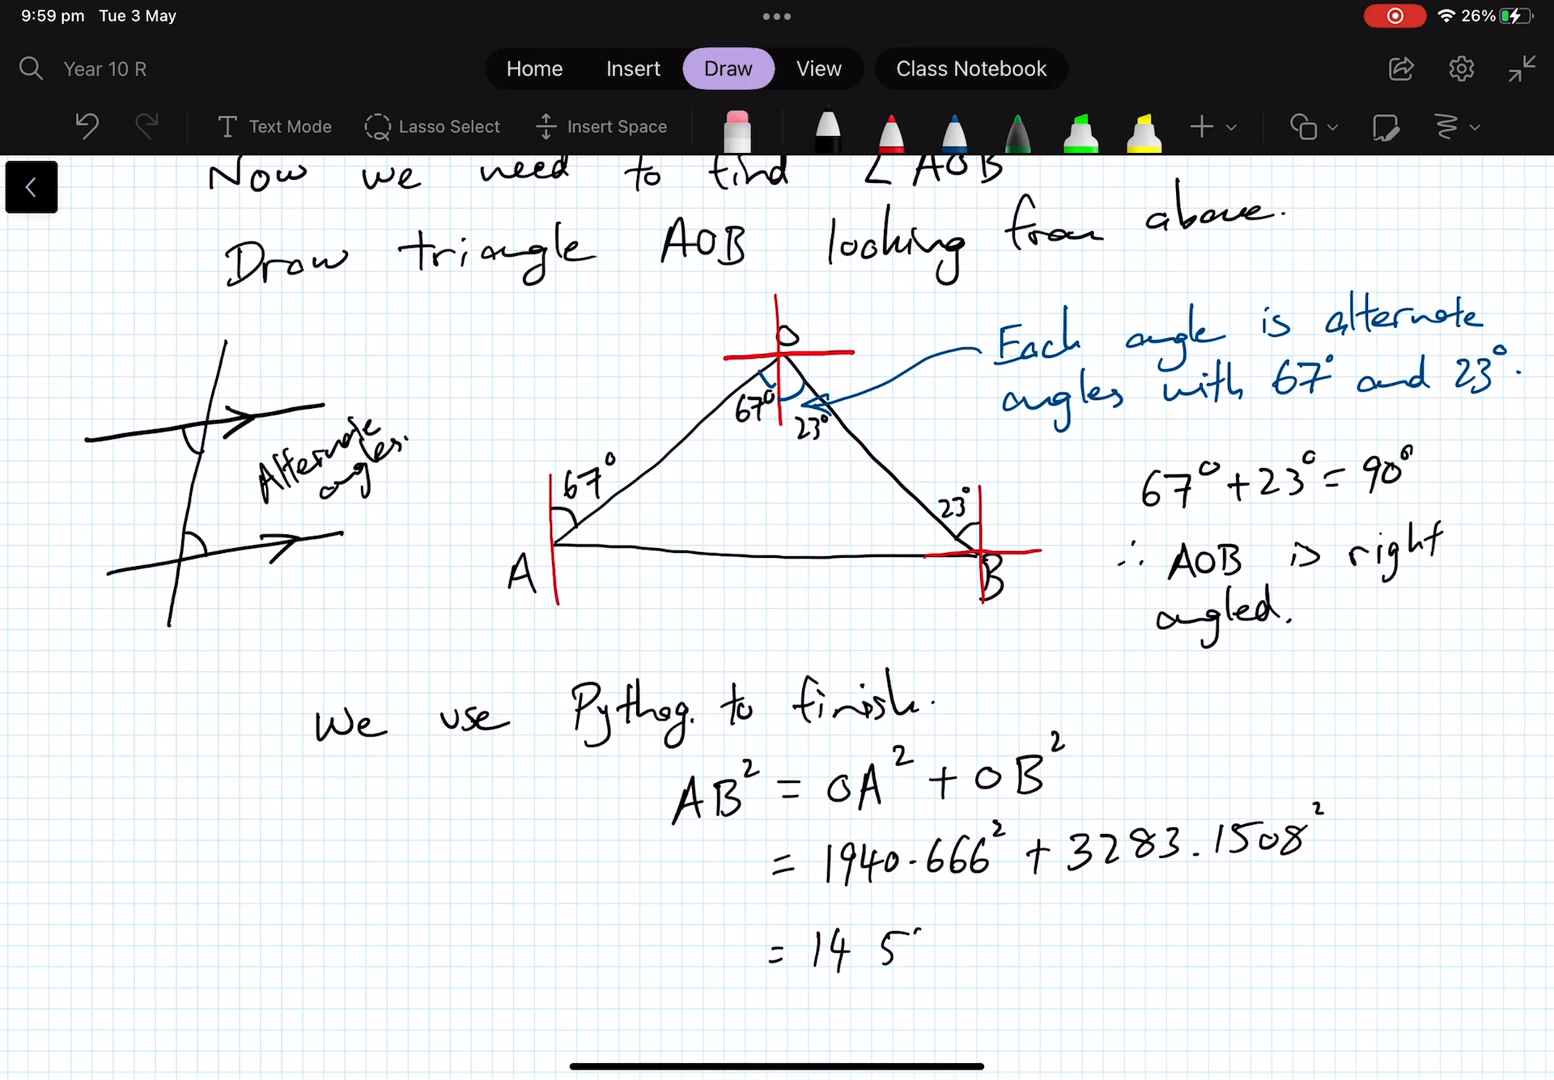 9:59 pm Tue 3 May
26%
Year 10 R
Home Insert Draw View Class Notebook
Text Mode Lasso Select Insert Space
Now we need to find ∠AOB
Draw triangle AOB looking from above.
O
Each angle is alternate
angles with 67° and 23°.
67°
23°
Alternate
angles.
67°
23°
A
B
67° + 23° = 90°
∴ AOB is right
angled.
We use Pythag. to finish.
AB² = OA² + OB²
= 1940.666² + 3283.1508²
= 14 5